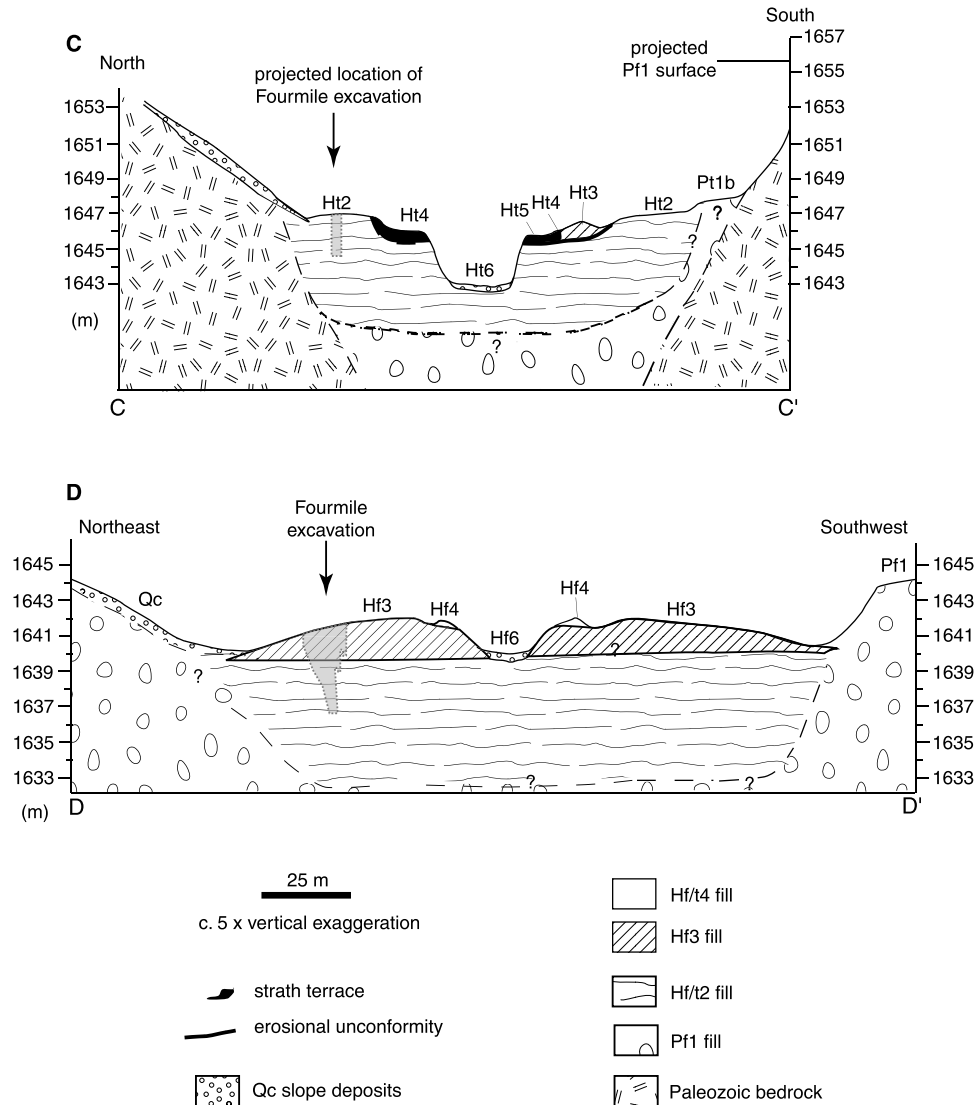 C
South
North
projected
Pf1 surface
projected location of
Fourmile excavation
1657
1655
1653
1653
1651
1651
1649
1649
1647
1647
1645
1645
1643
1643
(m)
Ht2
Ht4
Ht6
Ht5
Ht4
Ht3
Ht2
Pt1b
?
?
?
C
C'
D
Northeast
Fourmile
excavation
Southwest
1645
1645
1643
1643
1641
1641
1639
1639
1637
1637
1635
1635
1633
1633
(m)
Qc
Hf3
Hf4
Hf6
Hf4
Hf3
Pf1
?
?
?
?
D
D'
25 m
c. 5 x vertical exaggeration
strath terrace
erosional unconformity
Qc slope deposits
Hf/t4 fill
Hf3 fill
Hf/t2 fill
Pf1 fill
Paleozoic bedrock